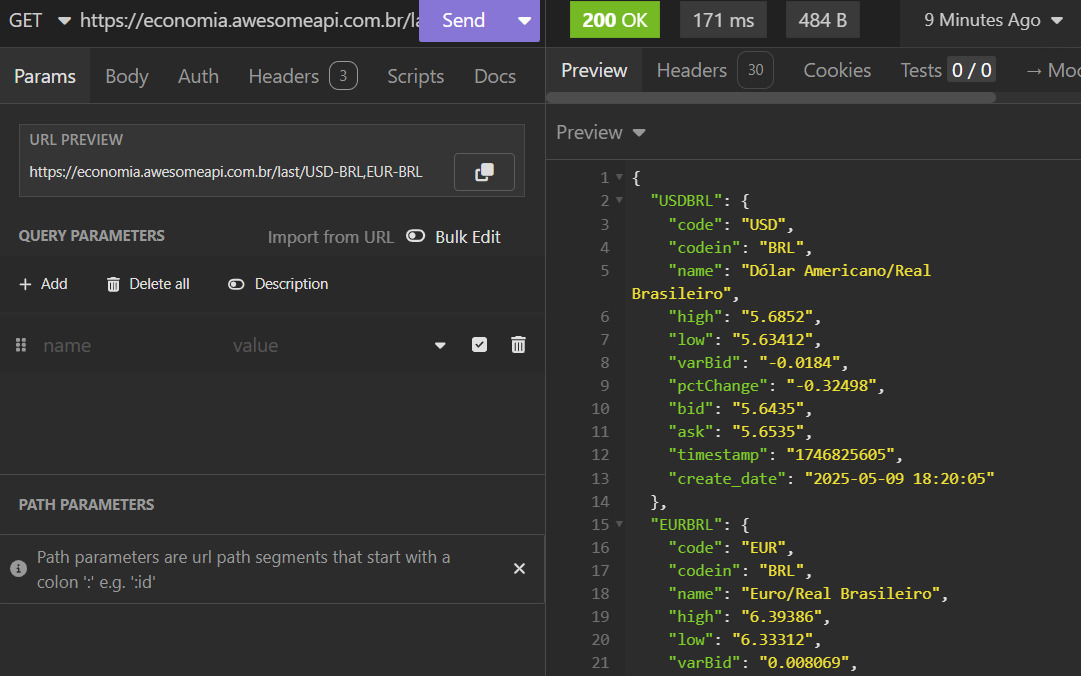 GET https://economia.awesomeapi.com.br/la Send
Params Body Auth Headers 3 Scripts Docs
URL PREVIEW
https://economia.awesomeapi.com.br/last/USD-BRL,EUR-BRL
QUERY PARAMETERS Import from URL Bulk Edit
+ Add Delete all Description
name value
PATH PARAMETERS
Path parameters are url path segments that start with a
colon ':' e.g. ':id'
200 OK 171 ms 484 B 9 Minutes Ago
Preview Headers 30 Cookies Tests 0 / 0 → Moc
Preview
1 {
2 "USDBRL": {
3 "code": "USD",
4 "codein": "BRL",
5 "name": "Dólar Americano/Real
Brasileiro",
6 "high": "5.6852",
7 "low": "5.63412",
8 "varBid": "-0.0184",
9 "pctChange": "-0.32498",
10 "bid": "5.6435",
11 "ask": "5.6535",
12 "timestamp": "1746825605",
13 "create_date": "2025-05-09 18:20:05"
14 },
15 "EURBRL": {
16 "code": "EUR",
17 "codein": "BRL",
18 "name": "Euro/Real Brasileiro",
19 "high": "6.39386",
20 "low": "6.33312",
21 "varBid": "0.008069",